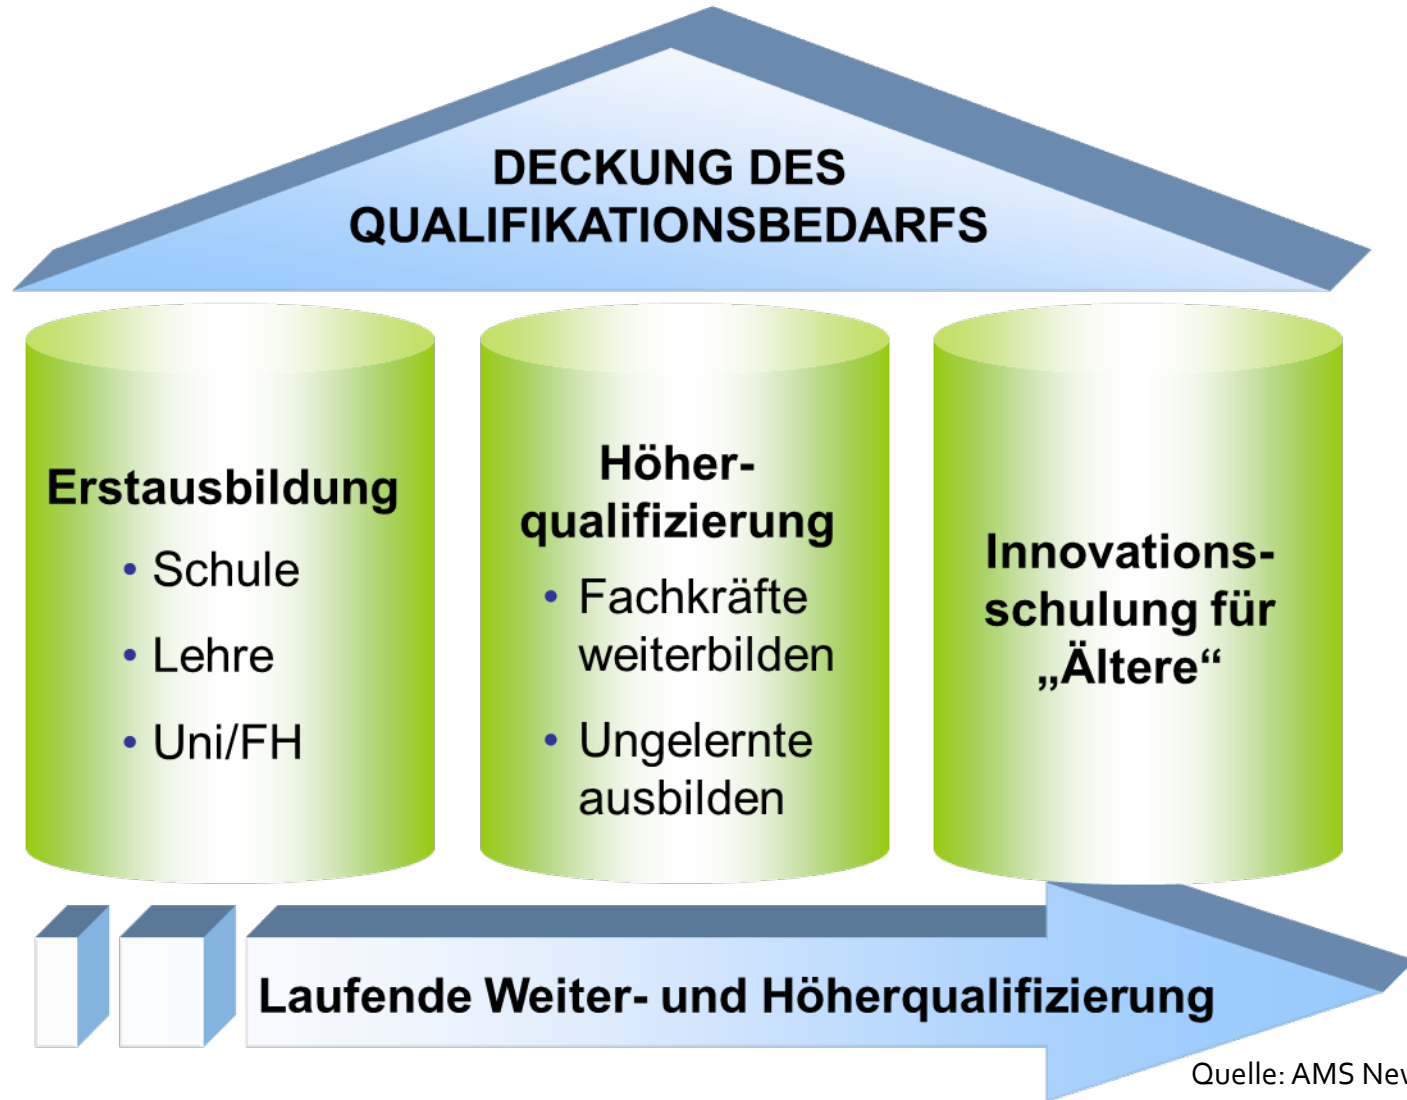 DECKUNG DES
QUALIFIKATIONSBEDARFS
Erstausbildung
• Schule
• Lehre
• Uni/FH
Höher-
qualifizierung
• Fachkräfte
weiterbilden
• Ungelernte
ausbilden
Innovations-
schulung für
„Ältere“
Laufende Weiter- und Höherqualifizierung
Quelle: AMS